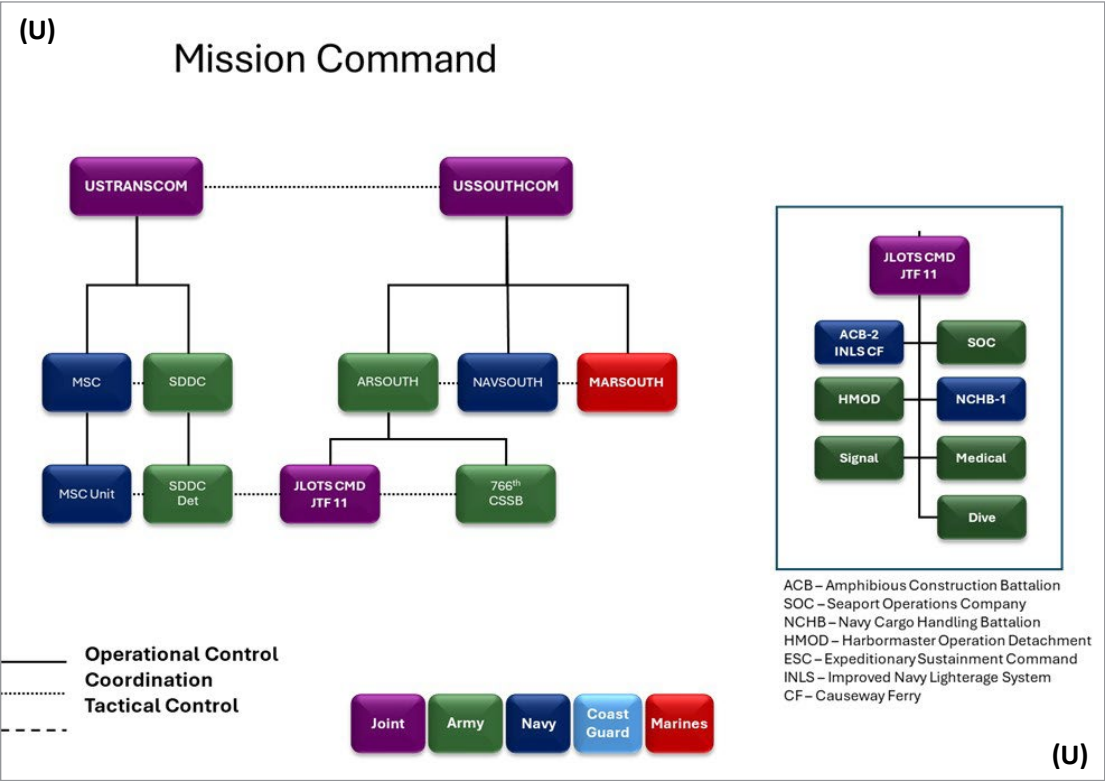 (U)
Mission Command
USTRANSCOM
USSOUTHCOM
MSC
SDDC
ARSOUTH
NAVSOUTH
MARSOUTH
MSC Unit
SDDC
Det
JLOTS CMD
JTF 11
766th
CSSB
JLOTS CMD
JTF 11
ACB-2
INLS CF
SOC
HMOD
NCHB-1
Signal
Medical
Dive
ACB – Amphibious Construction Battalion
SOC – Seaport Operations Company
NCHB – Navy Cargo Handling Battalion
HMOD – Harbormaster Operation Detachment
ESC – Expeditionary Sustainment Command
INLS – Improved Navy Lighterage System
CF – Causeway Ferry
Operational Control
Coordination
Tactical Control
Joint
Army
Navy
Coast
Guard
Marines
(U)